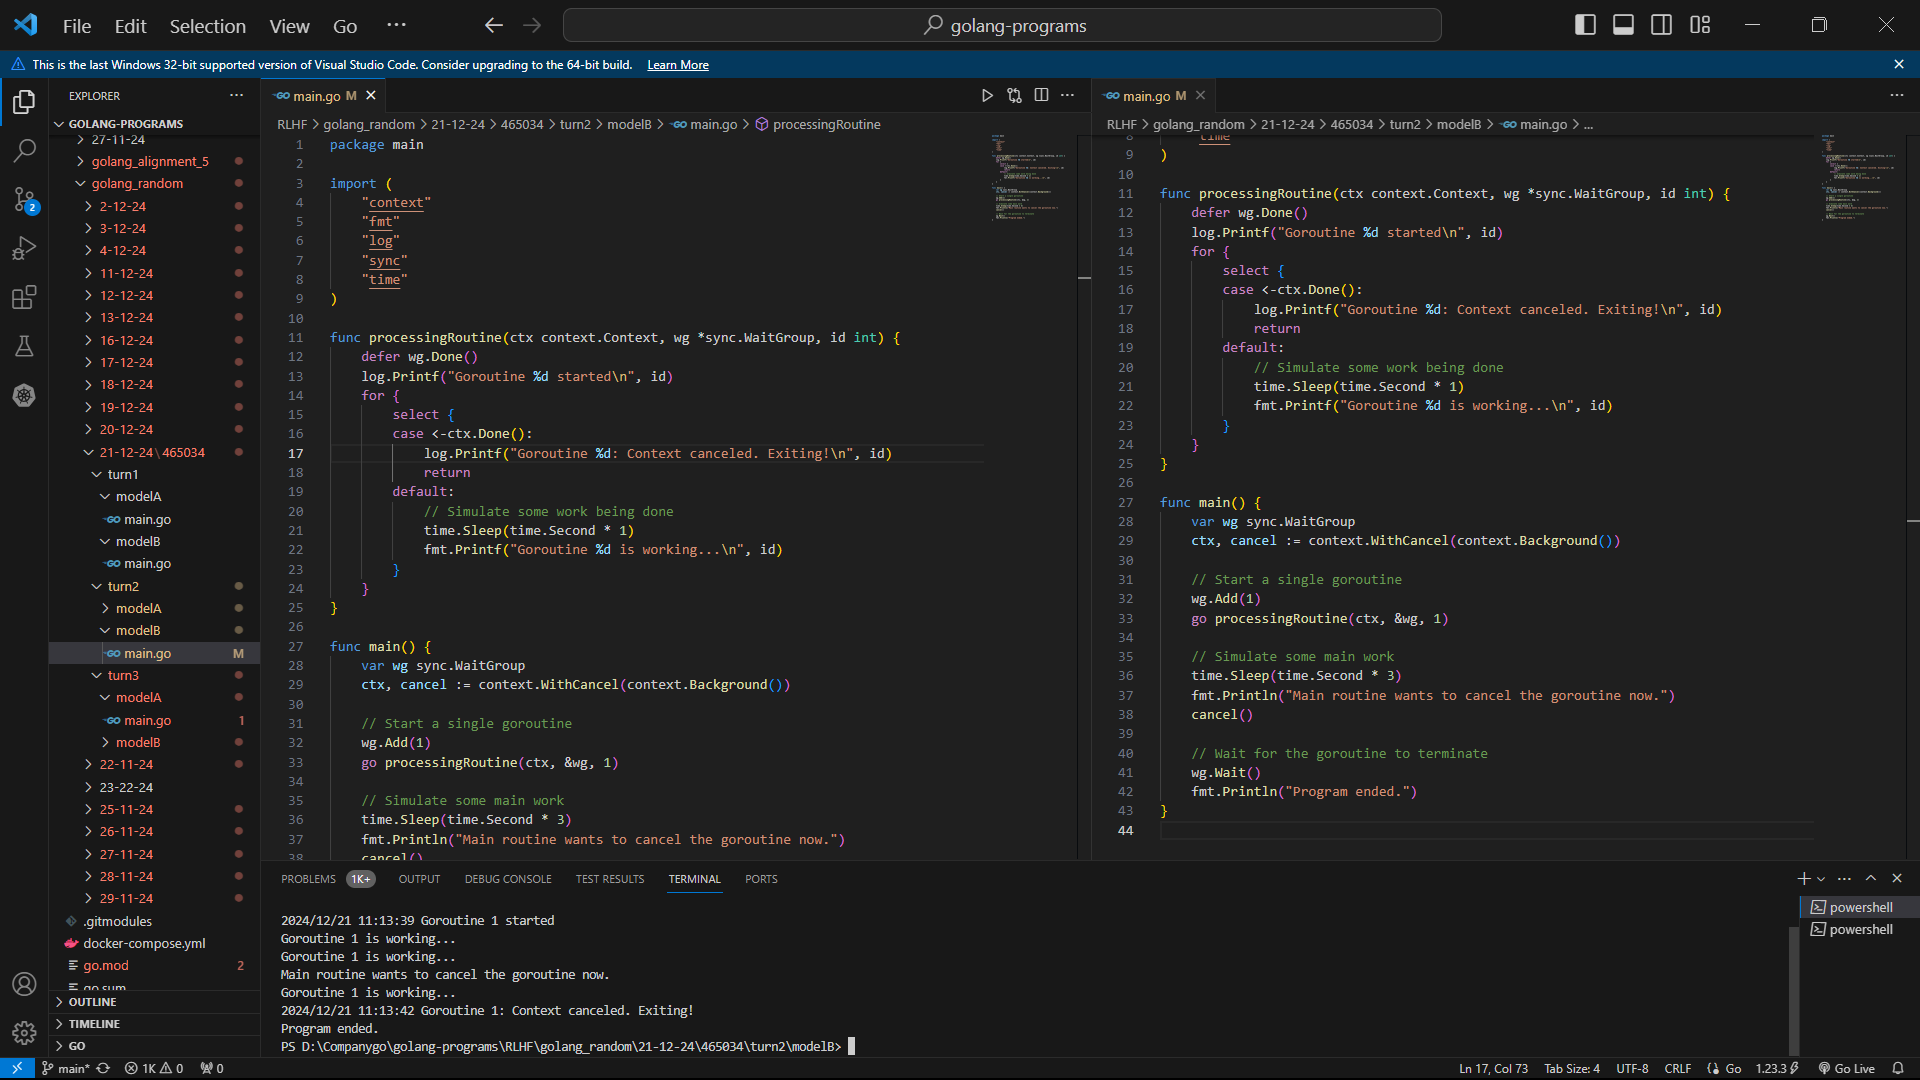 File Edit Selection View Go ··· golang-programs
This is the last Windows 32-bit supported version of Visual Studio Code. Consider upgrading to the 64-bit build. Learn More
EXPLORER
GOLANG-PROGRAMS
27-11-24
golang_alignment_5
golang_random
2-12-24
3-12-24
4-12-24
11-12-24
12-12-24
13-12-24
16-12-24
17-12-24
18-12-24
19-12-24
20-12-24
21-12-24\465034
turn1
modelA
main.go
modelB
main.go
turn2
modelA
modelB
main.go M
turn3
modelA
main.go 1
modelB
22-11-24
23-22-24
25-11-24
26-11-24
27-11-24
28-11-24
29-11-24
.gitmodules
docker-compose.yml
go.mod 2
go.sum
OUTLINE
TIMELINE
GO
2
main.go M
RLHF > golang_random > 21-12-24 > 465034 > turn2 > modelB > main.go > processingRoutine
1 package main
2
3 import (
4 "context"
5 "fmt"
6 "log"
7 "sync"
8 "time"
9 )
10
11 func processingRoutine(ctx context.Context, wg *sync.WaitGroup, id int) {
12 defer wg.Done()
13 log.Printf("Goroutine %d started\n", id)
14 for {
15 select {
16 case <-ctx.Done():
17 log.Printf("Goroutine %d: Context canceled. Exiting!\n", id)
18 return
19 default:
20 // Simulate some work being done
21 time.Sleep(time.Second * 1)
22 fmt.Printf("Goroutine %d is working...\n", id)
23 }
24 }
25 }
26
27 func main() {
28 var wg sync.WaitGroup
29 ctx, cancel := context.WithCancel(context.Background())
30
31 // Start a single goroutine
32 wg.Add(1)
33 go processingRoutine(ctx, &wg, 1)
34
35 // Simulate some main work
36 time.Sleep(time.Second * 3)
37 fmt.Println("Main routine wants to cancel the goroutine now.")
38 cancel()
main.go M
RLHF > golang_random > 21-12-24 > 465034 > turn2 > modelB > main.go > ...
8 time
9 )
10
11 func processingRoutine(ctx context.Context, wg *sync.WaitGroup, id int) {
12 defer wg.Done()
13 log.Printf("Goroutine %d started\n", id)
14 for {
15 select {
16 case <-ctx.Done():
17 log.Printf("Goroutine %d: Context canceled. Exiting!\n", id)
18 return
19 default:
20 // Simulate some work being done
21 time.Sleep(time.Second * 1)
22 fmt.Printf("Goroutine %d is working...\n", id)
23 }
24 }
25 }
26
27 func main() {
28 var wg sync.WaitGroup
29 ctx, cancel := context.WithCancel(context.Background())
30
31 // Start a single goroutine
32 wg.Add(1)
33 go processingRoutine(ctx, &wg, 1)
34
35 // Simulate some main work
36 time.Sleep(time.Second * 3)
37 fmt.Println("Main routine wants to cancel the goroutine now.")
38 cancel()
39
40 // Wait for the goroutine to terminate
41 wg.Wait()
42 fmt.Println("Program ended.")
43 }
44
PROBLEMS 1K+ OUTPUT DEBUG CONSOLE TEST RESULTS TERMINAL PORTS
2024/12/21 11:13:39 Goroutine 1 started
Goroutine 1 is working...
Goroutine 1 is working...
Main routine wants to cancel the goroutine now.
Goroutine 1 is working...
2024/12/21 11:13:42 Goroutine 1: Context canceled. Exiting!
Program ended.
PS D:\Companygo\golang-programs\RLHF\golang_random\21-12-24\465034\turn2\modelB>
powershell
powershell
main* 1K 0 0 Ln 17, Col 73 Tab Size: 4 UTF-8 CRLF Go 1.23.3 Go Live